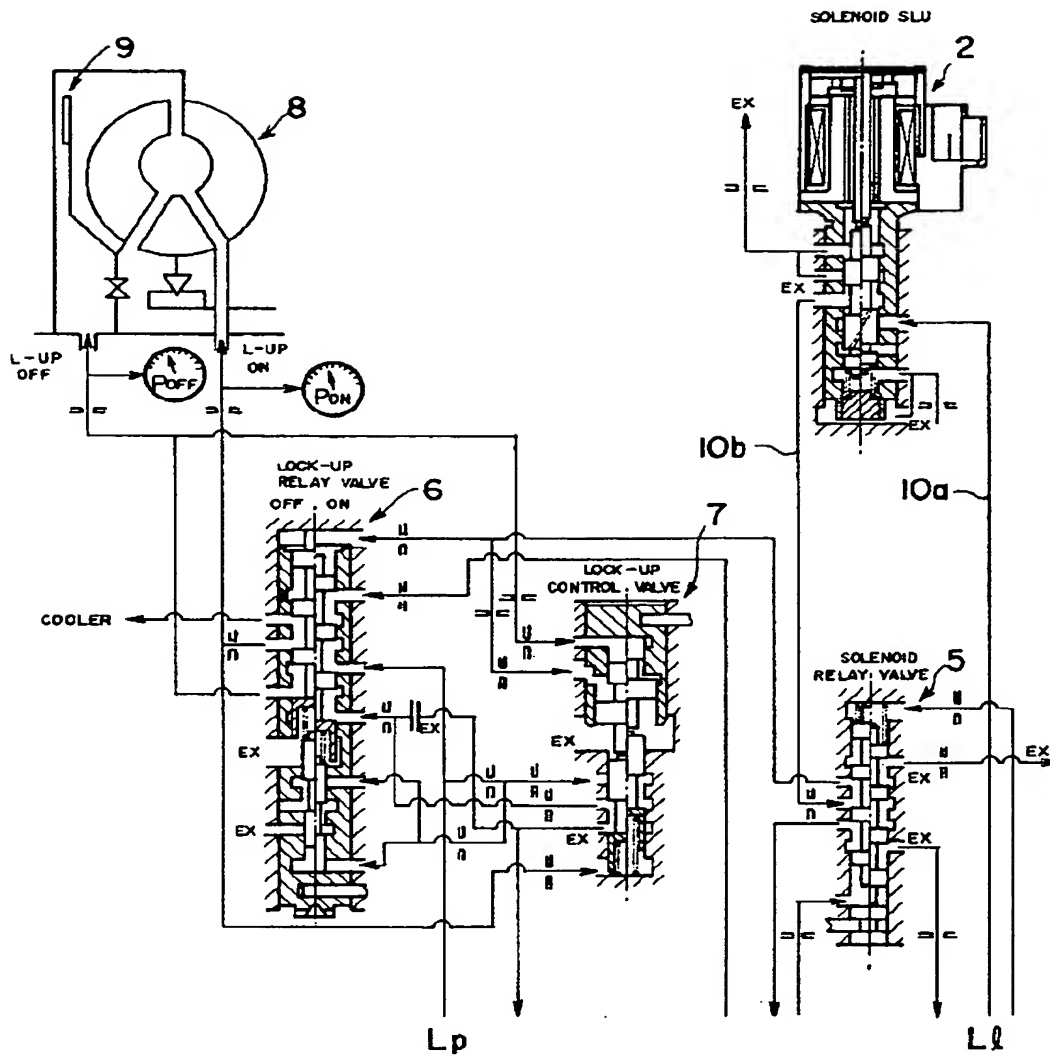 SOLENOID SLU
9
2
8
EX
EX
L-UP
OFF
L-UP
ON
POFF
PON
EX
10b
10a
LOCK-UP
RELAY VALVE
OFF ON
6
7
LOCK-UP
CONTROL VALVE
COOLER
SOLENOID
RELAY VALVE
5
EX
EX
EX
EX
EX
EX
EX
EX
EX
Lp
Ll